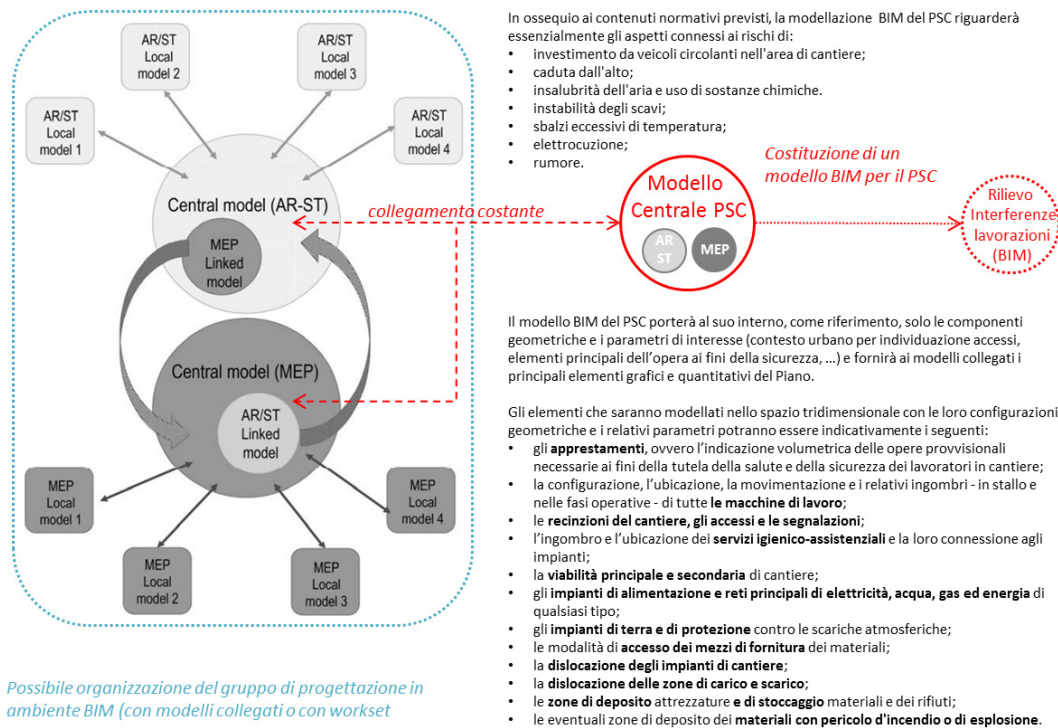 AR/ST
Local
model 2
AR/ST
Local
model 3
AR/ST
Local
model 1
AR/ST
Local
model 4
Central model (AR-ST)
MEP
Linked
model
Central model (MEP)
AR/ST
Linked
model
MEP
Local
model 1
MEP
Local
model 4
MEP
Local
model 2
MEP
Local
model 3
Possibile organizzazione del gruppo di progettazione in
ambiente BIM (con modelli collegati o con workset
In ossequio ai contenuti normativi previsti, la modellazione BIM del PSC riguarderà
essenzialmente gli aspetti connessi ai rischi di:
• investimento da veicoli circolanti nell'area di cantiere;
• caduta dall'alto;
• insalubrità dell'aria e uso di sostanze chimiche.
• instabilità degli scavi;
• sbalzi eccessivi di temperatura;
• elettrocuzione;
• rumore.
collegamento costante
Modello
Centrale PSC
AR
ST
MEP
Costituzione di un
modello BIM per il PSC
Rilievo
Interferenze
lavorazioni
(BIM)
Il modello BIM del PSC porterà al suo interno, come riferimento, solo le componenti
geometriche e i parametri di interesse (contesto urbano per individuazione accessi,
elementi principali dell'opera ai fini della sicurezza, ...) e fornirà ai modelli collegati i
principali elementi grafici e quantitativi del Piano.
Gli elementi che saranno modellati nello spazio tridimensionale con le loro configurazioni
geometriche e i relativi parametri potranno essere indicativamente i seguenti:
• gli apprestamenti, ovvero l'indicazione volumetrica delle opere provvisionali
necessarie ai fini della tutela della salute e della sicurezza dei lavoratori in cantiere;
• la configurazione, l'ubicazione, la movimentazione e i relativi ingombri - in stallo e
nelle fasi operative - di tutte le macchine di lavoro;
• le recinzioni del cantiere, gli accessi e le segnalazioni;
• l'ingombro e l'ubicazione dei servizi igienico-assistenziali e la loro connessione agli
impianti;
• la viabilità principale e secondaria di cantiere;
• gli impianti di alimentazione e reti principali di elettricità, acqua, gas ed energia di
qualsiasi tipo;
• gli impianti di terra e di protezione contro le scariche atmosferiche;
• le modalità di accesso dei mezzi di fornitura dei materiali;
• la dislocazione degli impianti di cantiere;
• la dislocazione delle zone di carico e scarico;
• le zone di deposito attrezzature e di stoccaggio materiali e dei rifiuti;
• le eventuali zone di deposito dei materiali con pericolo d'incendio o di esplosione.